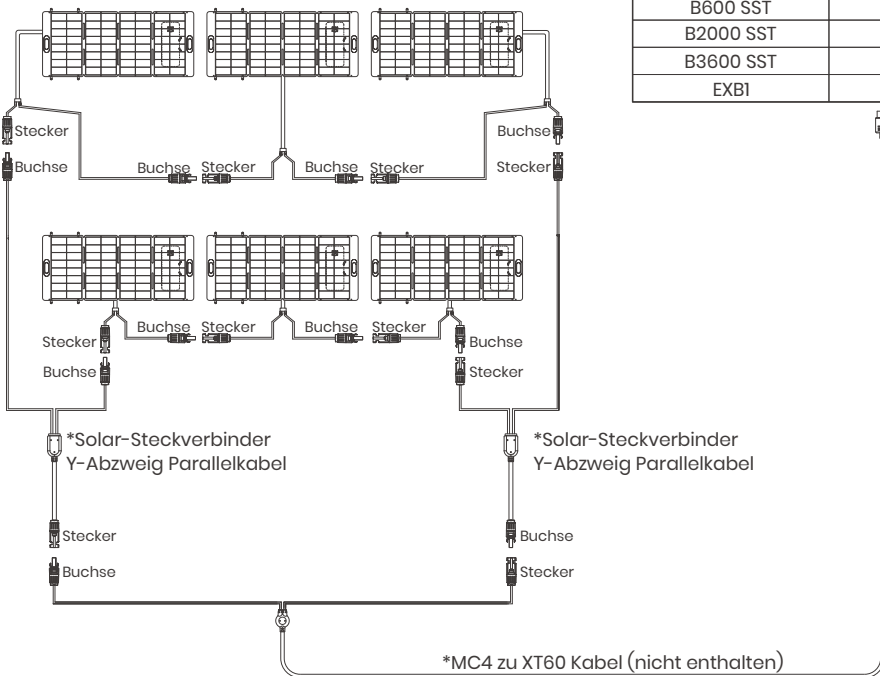 B600 SST
B2000 SST
B3600 SST
EXB1
Stecker
Buchse
Buchse
Stecker
Buchse
Stecker
Buchse
Stecker
Stecker
Buchse
Buchse
Stecker
Buchse
Stecker
Buchse
Stecker
*Solar-Steckverbinder
Y-Abzweig Parallelkabel
*Solar-Steckverbinder
Y-Abzweig Parallelkabel
Stecker
Buchse
Buchse
Stecker
*MC4 zu XT60 Kabel (nicht enthalten)